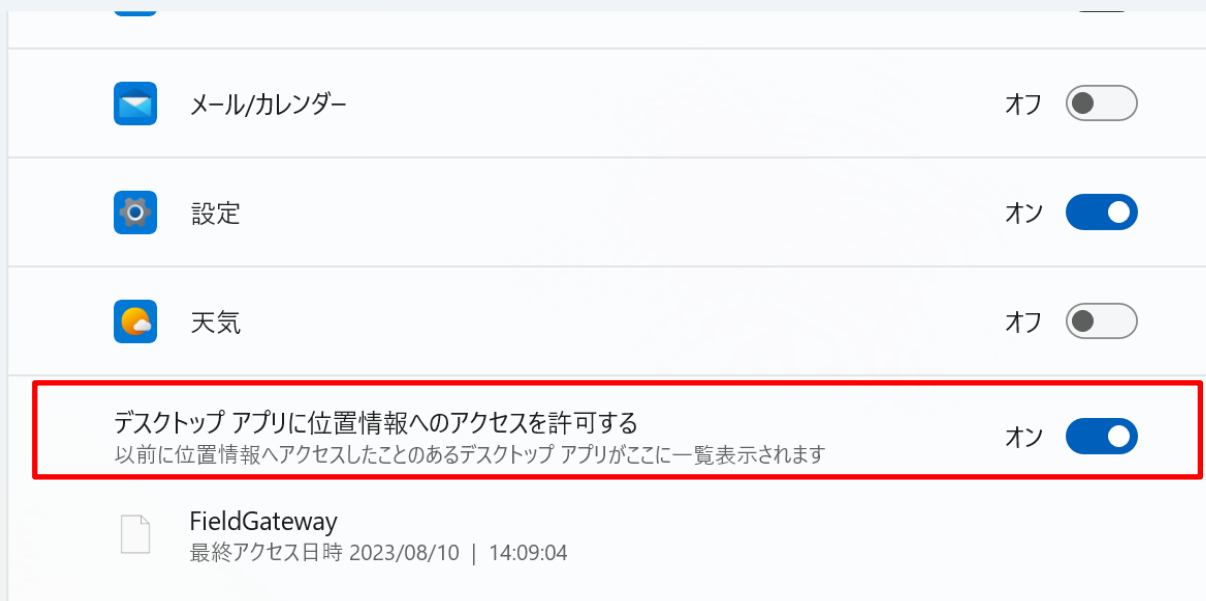 メール/カレンダー
オフ
設定
オン
天気
オフ
デスクトップ アプリに位置情報へのアクセスを許可する
オン
以前に位置情報へアクセスしたことのあるデスクトップ アプリがここに一覧表示されます
FieldGateway
最終アクセス日時 2023/08/10 | 14:09:04